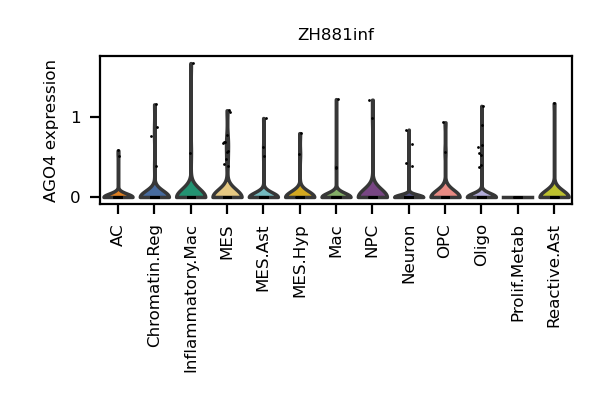 ZH881inf
AGO4 expression
1
0
AC
Chromatin.Reg
Inflammatory.Mac
MES
MES.Ast
MES.Hyp
Mac
NPC
Neuron
OPC
Oligo
Prolif.Metab
Reactive.Ast